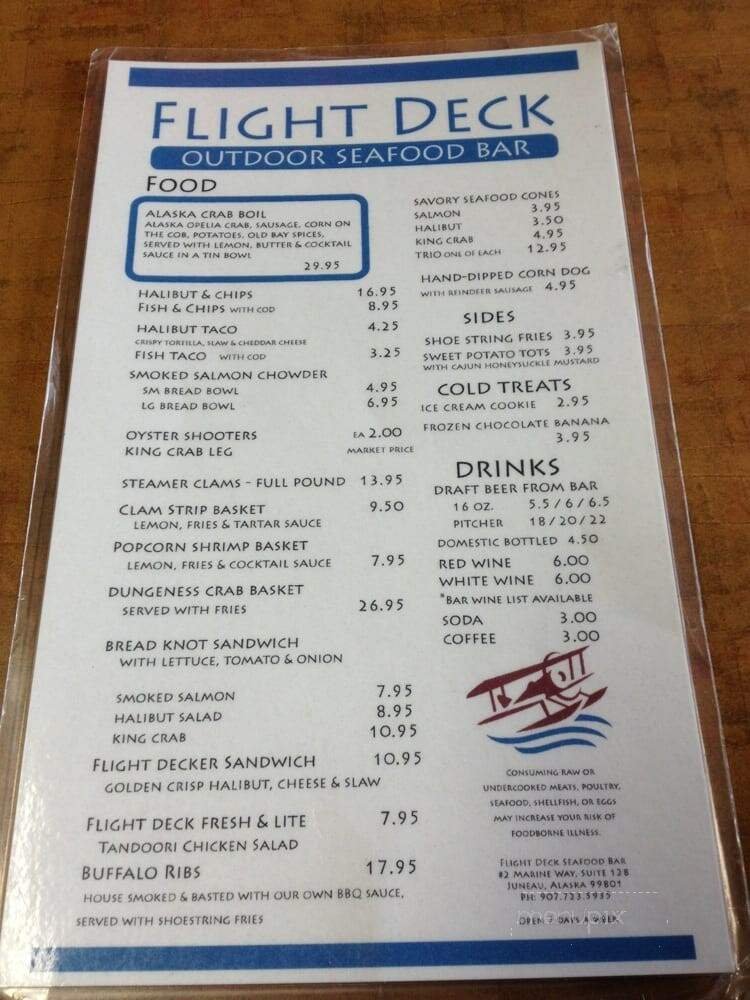 FLIGHT DECK
OUTDOOR SEAFOOD BAR
FOOD
ALASKA CRAB BOIL
ALASKA OPELIA CRAB, SAUSAGE, CORN ON
THE COB, POTATOES, OLD BAY SPICES,
SERVED WITH LEMON, BUTTER & COCKTAIL
SAUCE IN A TIN BOWL
29.95
HALIBUT & CHIPS 16.95
FISH & CHIPS WITH COD 8.95
HALIBUT TACO 4.25
CRISPY TORTILLA, SLAW & CHEDDAR CHEESE
FISH TACO WITH COD 3.25
SMOKED SALMON CHOWDER
SM BREAD BOWL 4.95
LG BREAD BOWL 6.95
OYSTER SHOOTERS EA 2.00
KING CRAB LEG MARKET PRICE
STEAMER CLAMS - FULL POUND 13.95
CLAM STRIP BASKET 9.50
LEMON, FRIES & TARTAR SAUCE
POPCORN SHRIMP BASKET
LEMON, FRIES & COCKTAIL SAUCE 7.95
DUNGENESS CRAB BASKET
SERVED WITH FRIES 26.95
BREAD KNOT SANDWICH
WITH LETTUCE, TOMATO & ONION
SMOKED SALMON 7.95
HALIBUT SALAD 8.95
KING CRAB 10.95
FLIGHT DECKER SANDWICH 10.95
GOLDEN CRISP HALIBUT, CHEESE & SLAW
FLIGHT DECK FRESH & LITE 7.95
TANDOORI CHICKEN SALAD
BUFFALO RIBS 17.95
HOUSE SMOKED & BASTED WITH OUR OWN BBQ SAUCE,
SERVED WITH SHOESTRING FRIES
SAVORY SEAFOOD CONES
SALMON 3.95
HALIBUT 3.50
KING CRAB 4.95
TRIO ONE OF EACH 12.95
HAND-DIPPED CORN DOG
WITH REINDEER SAUSAGE 4.95
SIDES
SHOE STRING FRIES 3.95
SWEET POTATO TOTS 3.95
WITH CAJUN HONEYSUCKLE MUSTARD
COLD TREATS
ICE CREAM COOKIE 2.95
FROZEN CHOCOLATE BANANA
3.95
DRINKS
DRAFT BEER FROM BAR
16 OZ. 5.5 / 6 / 6.5
PITCHER 18 / 20 / 22
DOMESTIC BOTTLED 4.50
RED WINE 6.00
WHITE WINE 6.00
*BAR WINE LIST AVAILABLE
SODA 3.00
COFFEE 3.00
CONSUMING RAW OR
UNDERCOOKED MEATS, POULTRY,
SEAFOOD, SHELLFISH, OR EGGS
MAY INCREASE YOUR RISK OF
FOODBORNE ILLNESS.
FLIGHT DECK SEAFOOD BAR
#2 MARINE WAY, SUITE 128
JUNEAU, ALASKA 99801
PH: 907.723.5935
menupix
OPEN 7 DAYS A WEEK